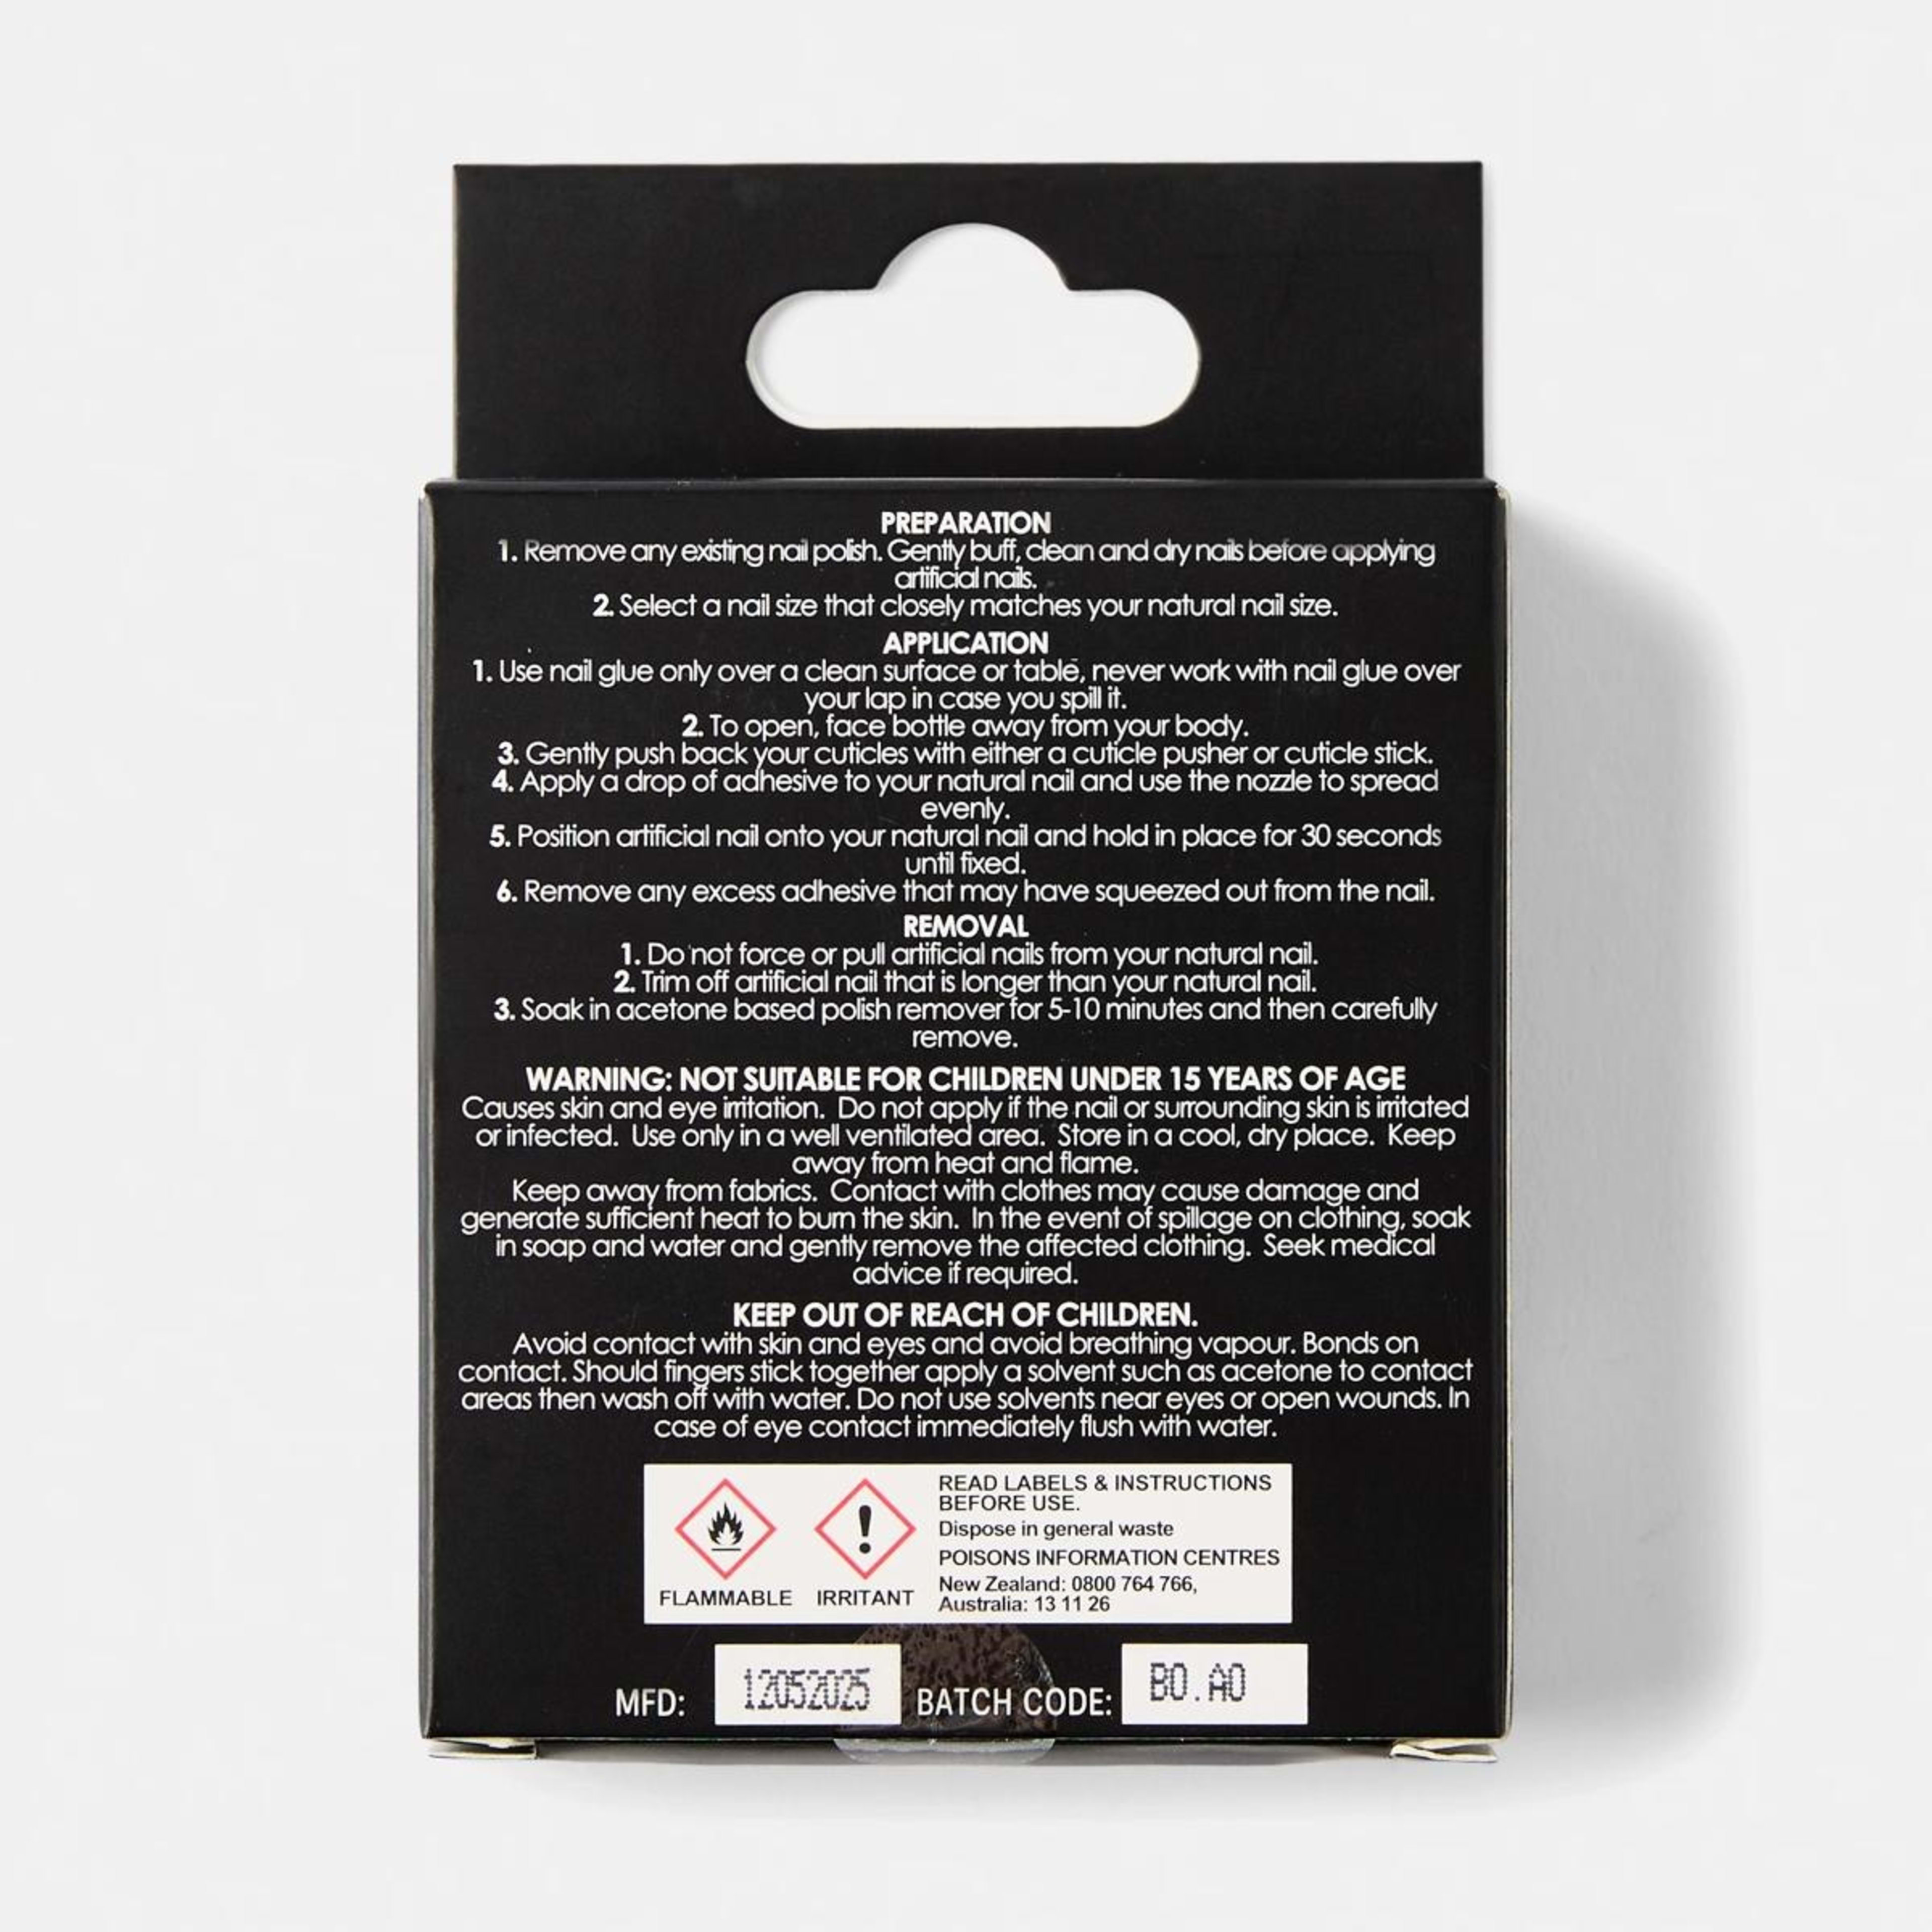 PREPARATION
1. Remove any existing nail polish. Gently buff, clean and dry nails before applying
artificial nails.
2. Select a nail size that closely matches your natural nail size.
APPLICATION
1. Use nail glue only over a clean surface or table, never work with nail glue over
your lap in case you spill it.
2. To open, face bottle away from your body.
3. Gently push back your cuticles with either a cuticle pusher or cuticle stick.
4. Apply a drop of adhesive to your natural nail and use the nozzle to spread
evenly.
5. Position artificial nail onto your natural nail and hold in place for 30 seconds
until fixed.
6. Remove any excess adhesive that may have squeezed out from the nail.
REMOVAL
1. Do not force or pull artificial nails from your natural nail.
2. Trim off artificial nail that is longer than your natural nail.
3. Soak in acetone based polish remover for 5-10 minutes and then carefully
remove.
WARNING: NOT SUITABLE FOR CHILDREN UNDER 15 YEARS OF AGE
Causes skin and eye irritation. Do not apply if the nail or surrounding skin is irritated
or infected. Use only in a well ventilated area. Store in a cool, dry place. Keep
away from heat and flame.
Keep away from fabrics. Contact with clothes may cause damage and
generate sufficient heat to burn the skin. In the event of spillage on clothing, soak
in soap and water and gently remove the affected clothing. Seek medical
advice if required.
KEEP OUT OF REACH OF CHILDREN.
Avoid contact with skin and eyes and avoid breathing vapour. Bonds on
contact. Should fingers stick together apply a solvent such as acetone to contact
areas then wash off with water. Do not use solvents near eyes or open wounds. In
case of eye contact immediately flush with water.
FLAMMABLE
IRRITANT
READ LABELS & INSTRUCTIONS
BEFORE USE.
Dispose in general waste
POISONS INFORMATION CENTRES
New Zealand: 0800 764 766,
Australia: 13 11 26
MFD: 12052025 BATCH CODE: BO.AO